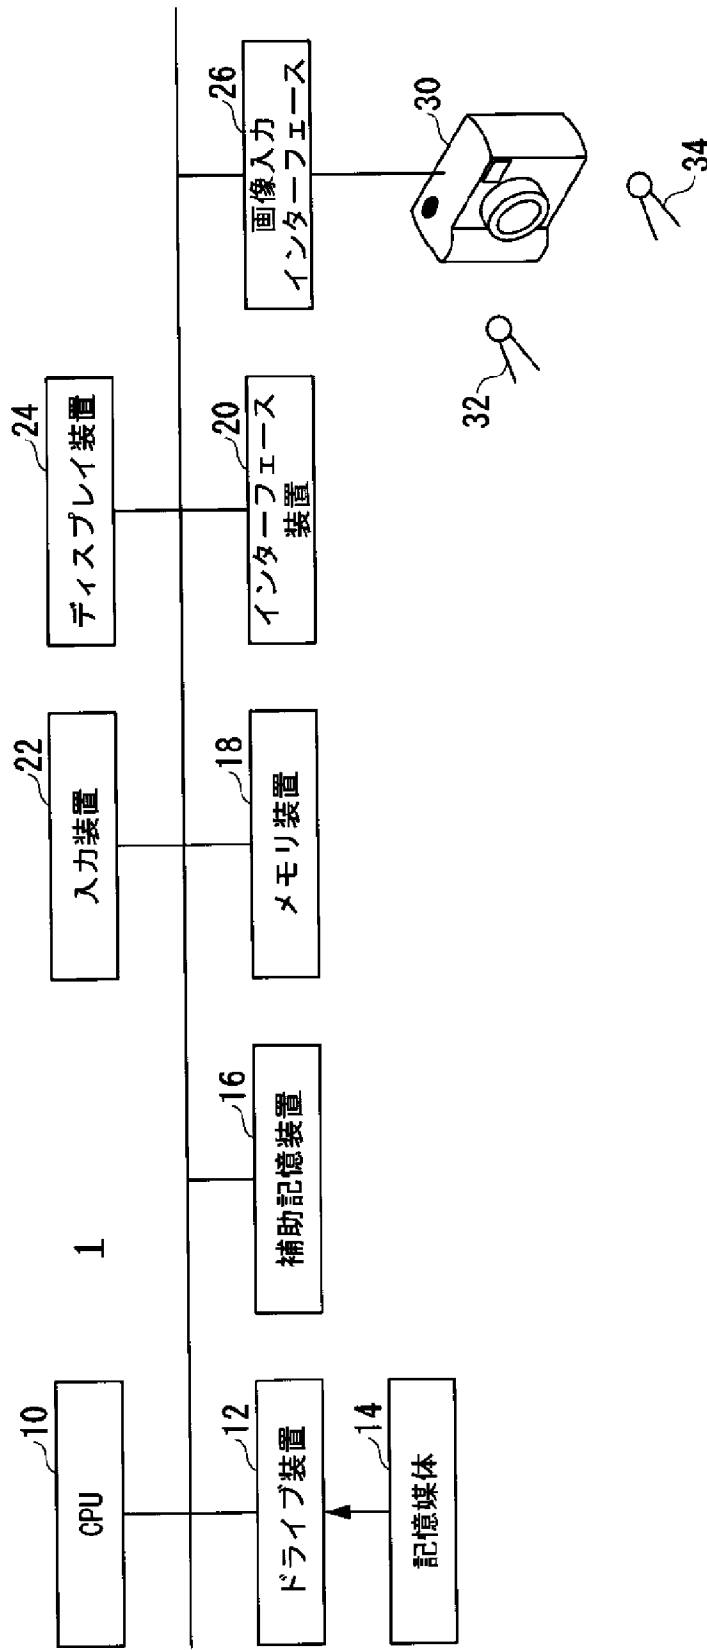 1
10
CPU
22
入力装置
24
ディスプレイ装置
12
ドライブ装置
16
補助記憶装置
18
メモリ装置
20
インターフェース
装置
26
画像入力
インターフェース
14
記憶媒体
30
32
34